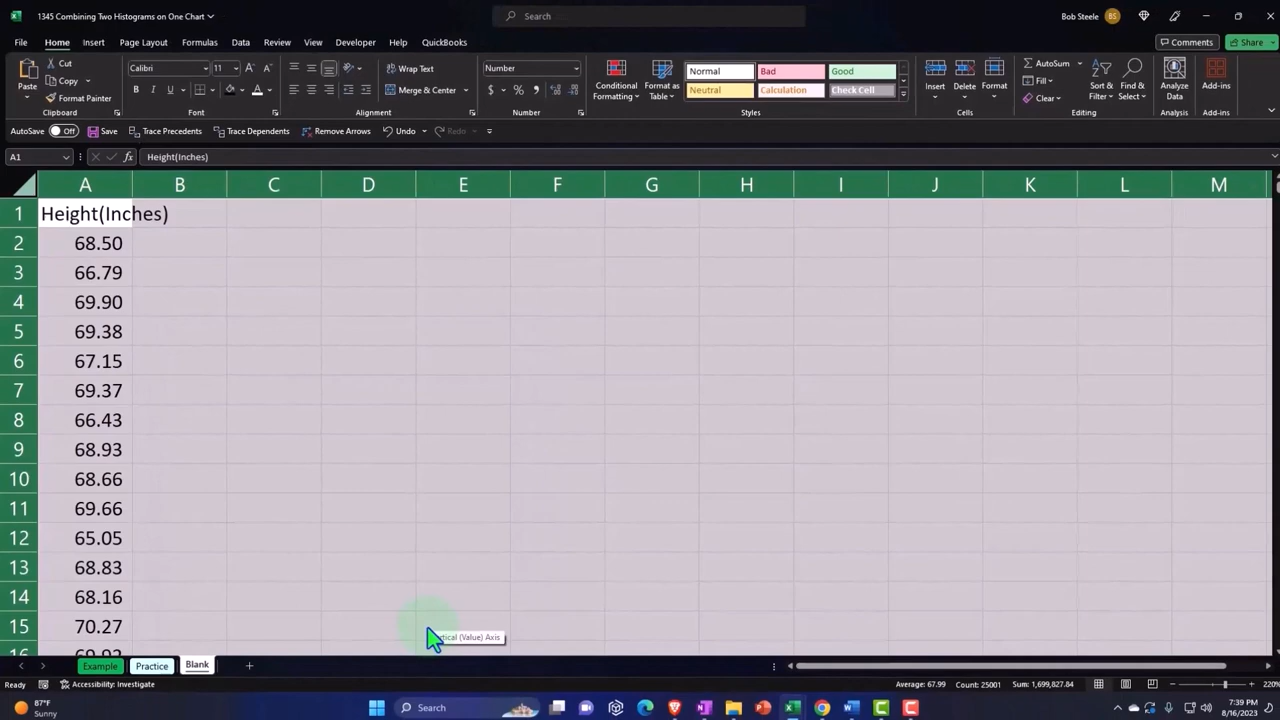 1345 Combining Two Histograms on One Chart
Search
Bob Steele BS
File Home Insert Page Layout Formulas Data Review View Developer Help QuickBooks
Comments Share
Paste Cut Copy Format Painter
Clipboard
Calibri 11
B I U
Font
Wrap Text
Merge & Center
Alignment
Number
$ % 9
Number
Conditional Formatting
Format as Table
Normal Bad Good
Neutral Calculation Check Cell
Styles
Insert Delete Format
Cells
AutoSum
Fill
Clear
Sort & Filter
Find & Select
Editing
Analyze Data
Analysis
Add-ins
Add-ins
AutoSave Off Save Trace Precedents Trace Dependents Remove Arrows Undo Redo
A1 fx Height(Inches)
A B C D E F G H I J K L M
1 Height(Inches)
2 68.50
3 66.79
4 69.90
5 69.38
6 67.15
7 69.37
8 66.43
9 68.93
10 68.66
11 69.66
12 65.05
13 68.83
14 68.16
15 70.27
(Value) Axis
Example Practice Blank
Ready Accessibility: Investigate
Average: 67.99 Count: 25001 Sum: 1,699,827.84 220%
87°F
Sunny
Search
7:39 PM
8/16/2023